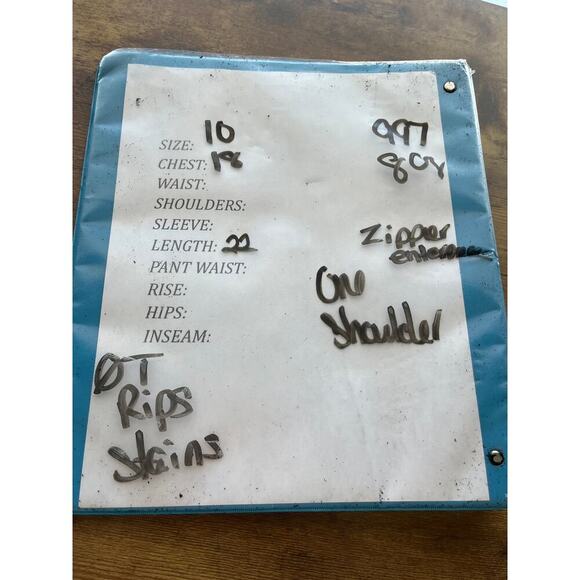 SIZE: 10
CHEST: 18
WAIST:
SHOULDERS:
SLEEVE:
LENGTH: 22
PANT WAIST:
RISE:
HIPS:
INSEAM:
997
Zipper
One
Shoulder
ØT
Rips
Stains